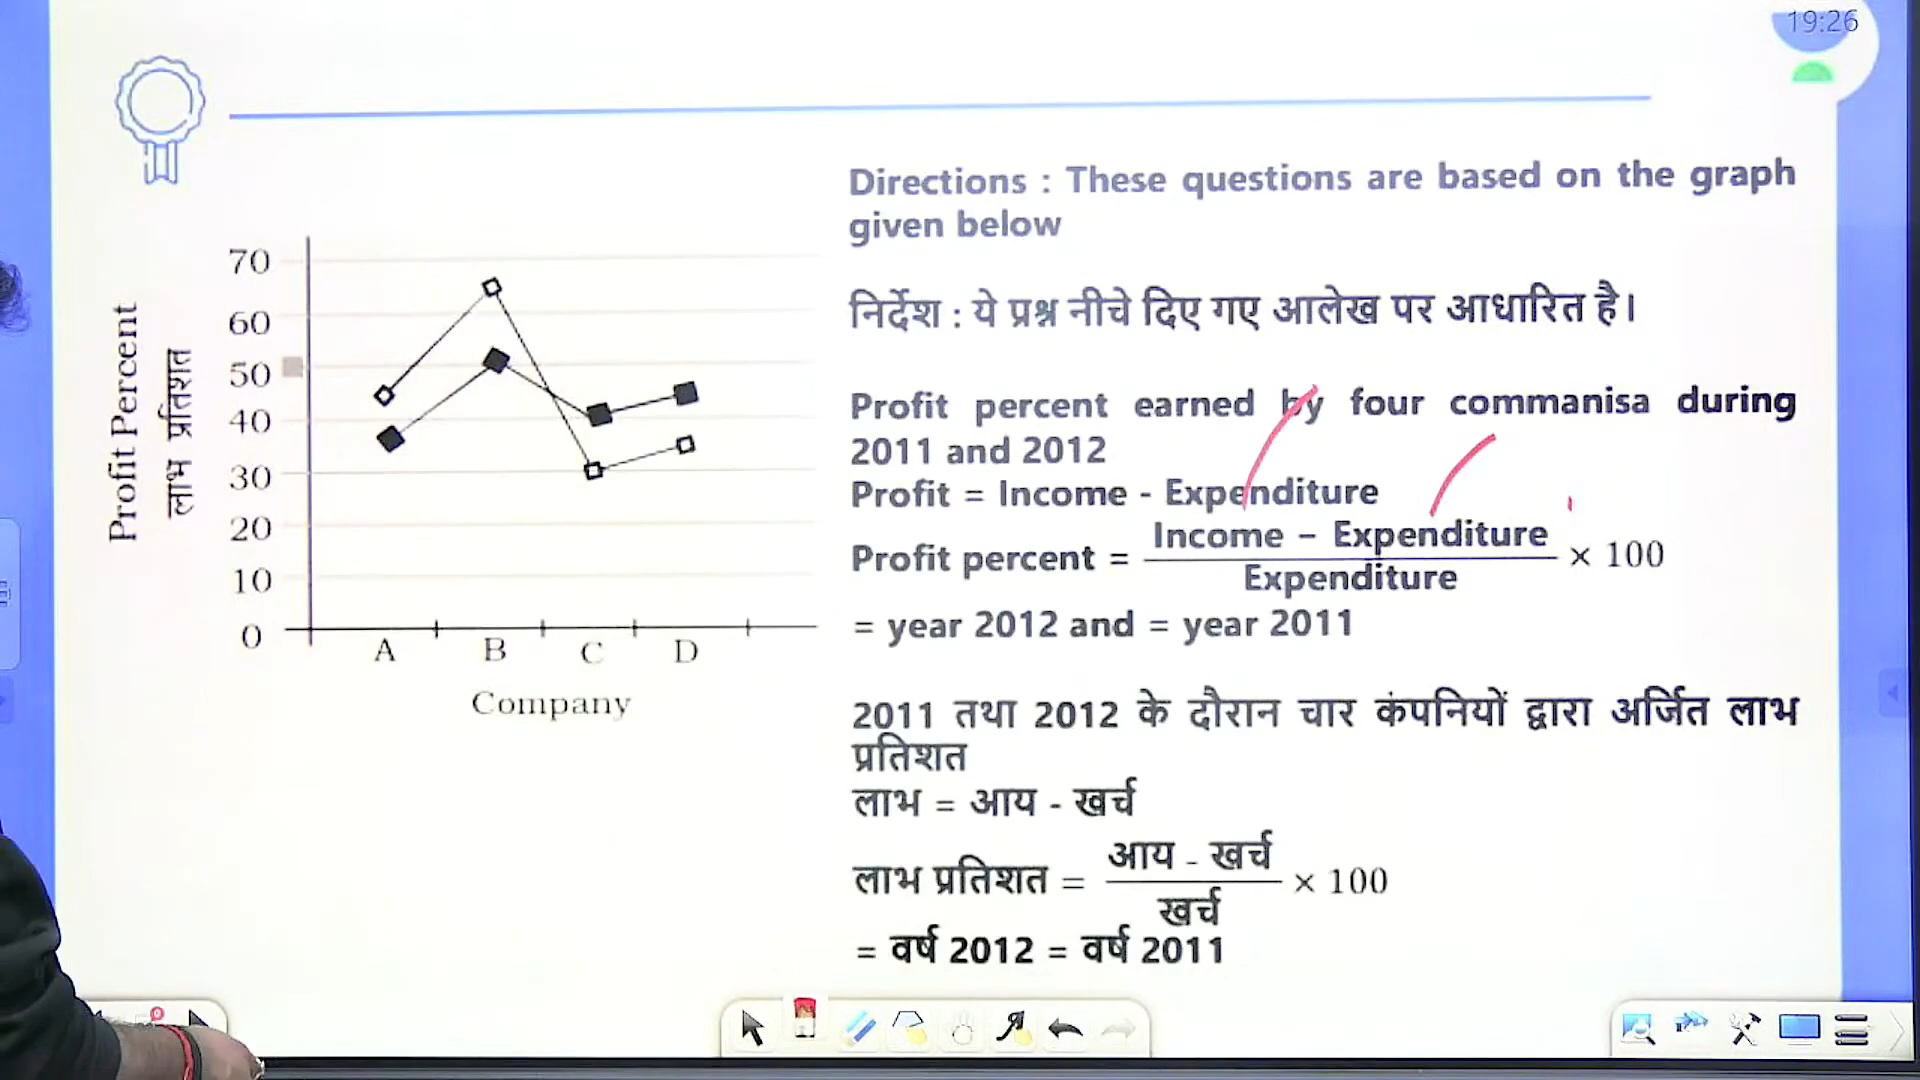 19:26
Directions : These questions are based on the graph
given below
निर्देश : ये प्रश्न नीचे दिए गए आलेख पर आधारित है।
Profit percent earned by four commanisa during
2011 and 2012
Profit = Income - Expenditure
Profit percent = Income – Expenditure / Expenditure × 100
= year 2012 and = year 2011
2011 तथा 2012 के दौरान चार कंपनियों द्वारा अर्जित लाभ
प्रतिशत
लाभ = आय - खर्च
लाभ प्रतिशत = आय - खर्च / खर्च × 100
= वर्ष 2012 = वर्ष 2011
Profit Percent
लाभ प्रतिशत
70
60
50
40
30
20
10
0
A B C D
Company